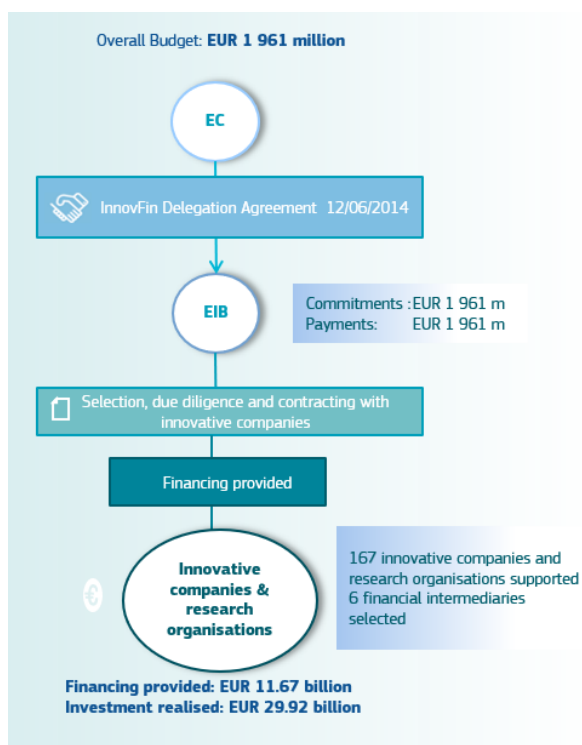 Overall Budget: EUR 1 961 million
EC
InnovFin Delegation Agreement 12/06/2014
EIB
Commitments :EUR 1 961 m
Payments: EUR 1 961 m
Selection, due diligence and contracting with
innovative companies
Financing provided
Innovative
companies &
research
organisations
€
167 innovative companies and
research organisations supported
6 financial intermediaries
selected
Financing provided: EUR 11.67 billion
Investment realised: EUR 29.92 billion